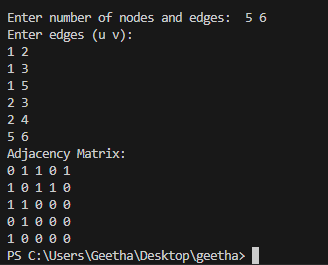 Enter number of nodes and edges:  5 6
Enter edges (u v):
1 2
1 3
1 5
2 3
2 4
5 6
Adjacency Matrix:
0 1 1 0 1
1 0 1 1 0
1 1 0 0 0
0 1 0 0 0
1 0 0 0 0
PS C:\Users\Geetha\Desktop\geetha>